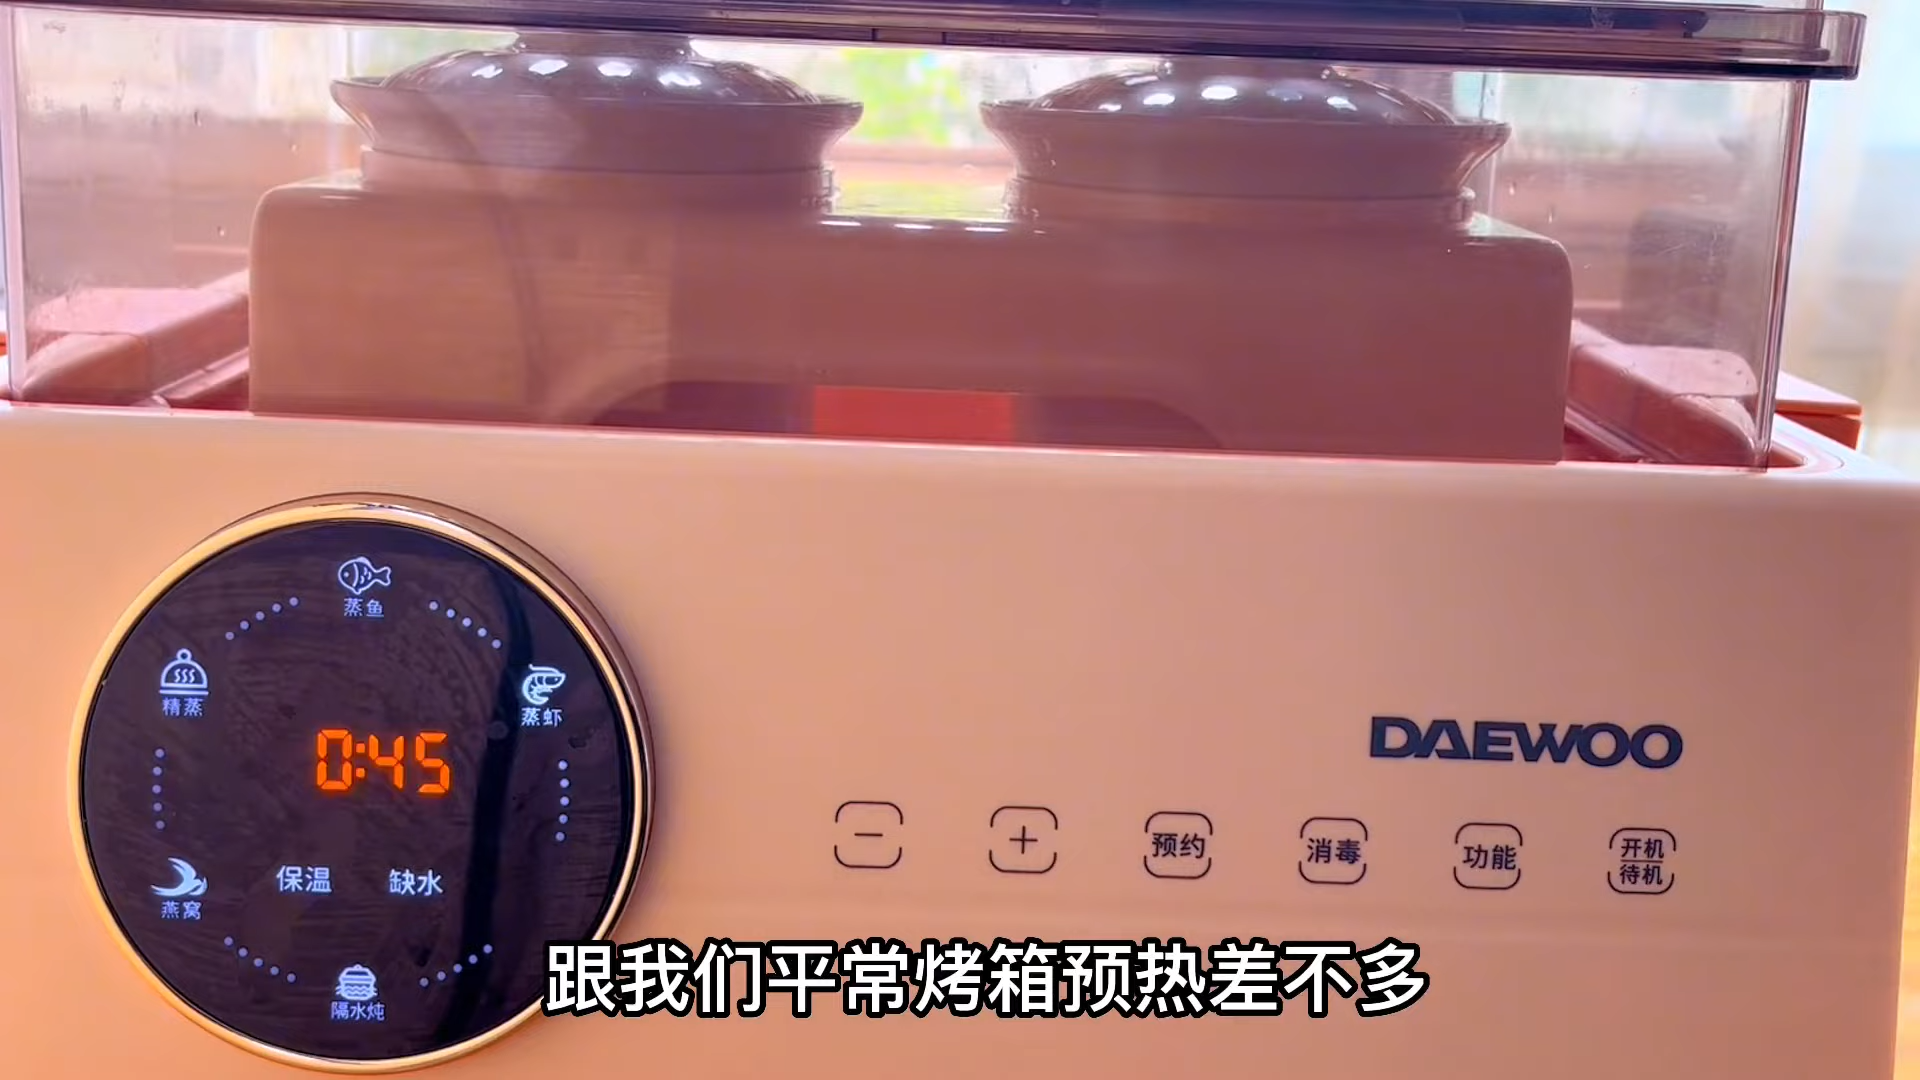 蒸鱼
精蒸
蒸虾
0:45
保温
缺水
燕窝
隔水炖
DAEWOO
预约
消毒
功能
开机
待机
跟我们平常烤箱预热差不多